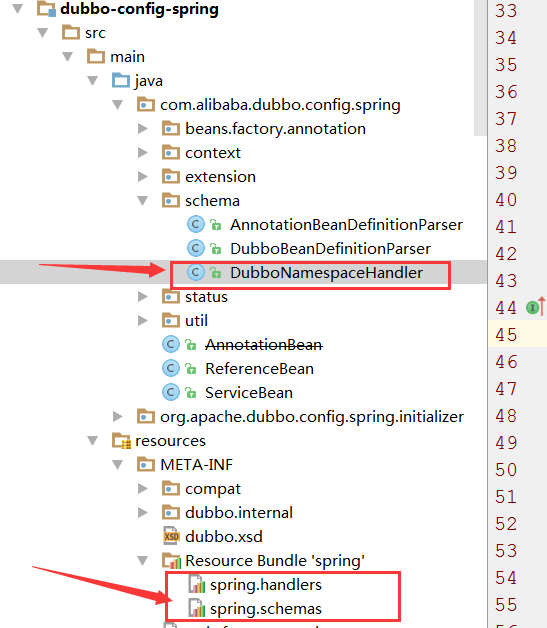 dubbo-config-spring
src
main
java
com.alibaba.dubbo.config.spring
beans.factory.annotation
context
extension
schema
AnnotationBeanDefinitionParser
DubboBeanDefinitionParser
DubboNamespaceHandler
status
util
AnnotationBean
ReferenceBean
ServiceBean
org.apache.dubbo.config.spring.initializer
resources
META-INF
compat
dubbo.internal
dubbo.xsd
Resource Bundle 'spring'
spring.handlers
spring.schemas
33
34
35
36
37
38
39
40
41
42
43
44
45
46
47
48
49
50
51
52
53
54
55